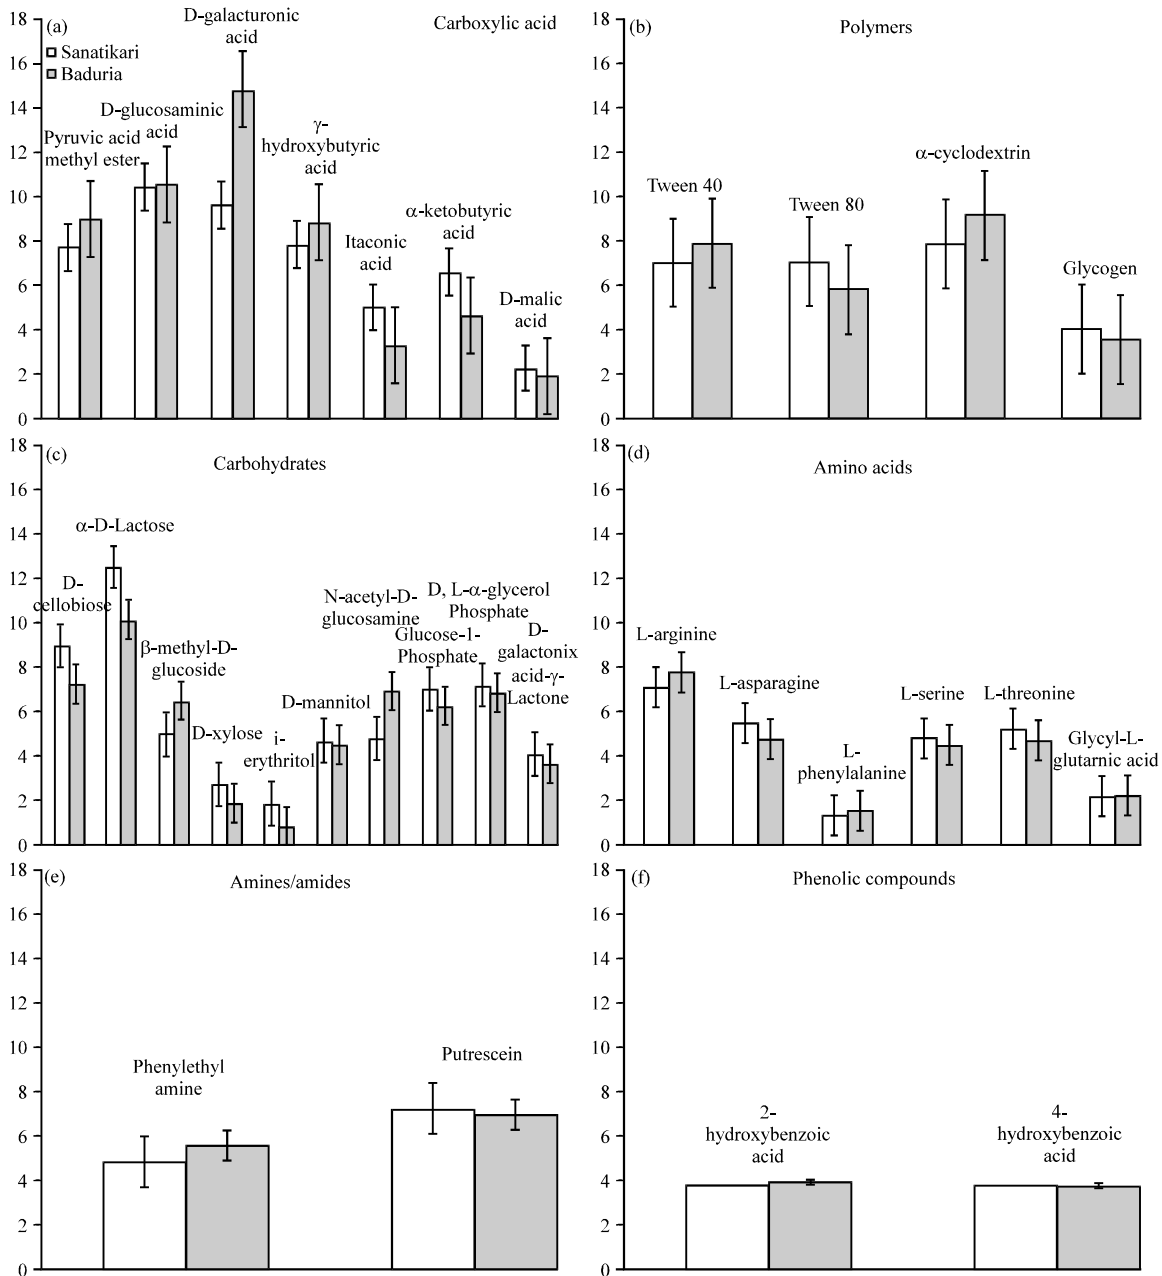 (a)
Carboxylic acid
Sanatikari
Baduria
Pyruvic acid
methyl ester
D-glucosaminic
acid
D-galacturonic
acid
γ-
hydroxybutyric
acid
Itaconic
acid
α-ketobutyric
acid
D-malic
acid
18
16
14
12
10
8
6
4
2
0
(b)
Polymers
Tween 40
Tween 80
α-cyclodextrin
Glycogen
18
16
14
12
10
8
6
4
2
0
(c)
Carbohydrates
D-
cellobiose
α-D-Lactose
β-methyl-D-
glucoside
D-xylose
i-
erythritol
D-mannitol
N-acetyl-D-
glucosamine
Glucose-1-
Phosphate
D, L-α-glycerol
Phosphate
D-
galactonix
acid-γ-
Lactone
18
16
14
12
10
8
6
4
2
0
(d)
Amino acids
L-arginine
L-asparagine
L-
phenylalanine
L-serine
L-threonine
Glycyl-L-
glutarnic acid
18
16
14
12
10
8
6
4
2
0
(e)
Amines/amides
Phenylethyl
amine
Putrescein
18
16
14
12
10
8
6
4
2
0
(f)
Phenolic compounds
2-
hydroxybenzoic
acid
4-
hydroxybenzoic
acid
18
16
14
12
10
8
6
4
2
0